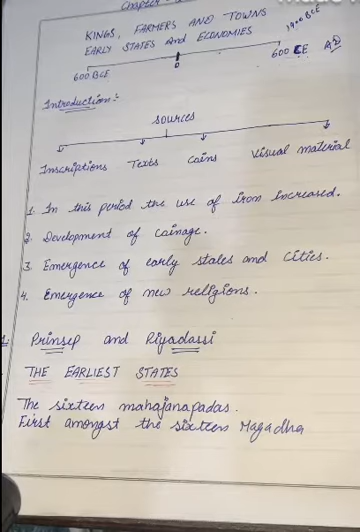 Chapter
KINGS, FARMERS AND TOWNS
EARLY STATES And ECONOMIES
1900 BCE
600 BCE
0
600 CE AD
Introduction:-
sources
Inscriptions Texts Coins Visual material
1. In this period the use of iron increased.
2. Development of cainage.
3. Emergence of early states and cities.
4. Emergence of new religions.
1. Prinsep and Piyadassi
THE EARLIEST STATES
The sixteen mahajanapadas.
First amongst the sixteen Magadha